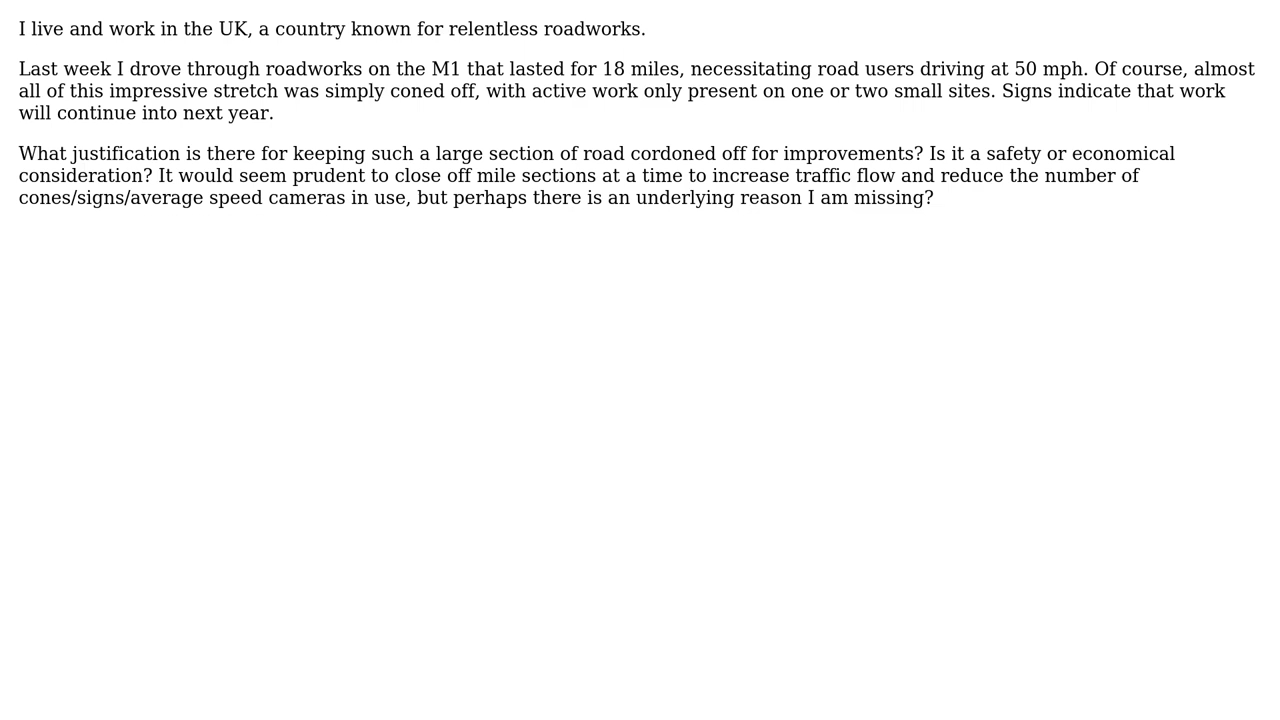 I live and work in the UK, a country known for relentless roadworks.
Last week I drove through roadworks on the M1 that lasted for 18 miles, necessitating road users driving at 50 mph. Of course, almost
all of this impressive stretch was simply coned off, with active work only present on one or two small sites. Signs indicate that work
will continue into next year.
What justification is there for keeping such a large section of road cordoned off for improvements? Is it a safety or economical
consideration? It would seem prudent to close off mile sections at a time to increase traffic flow and reduce the number of
cones/signs/average speed cameras in use, but perhaps there is an underlying reason I am missing?